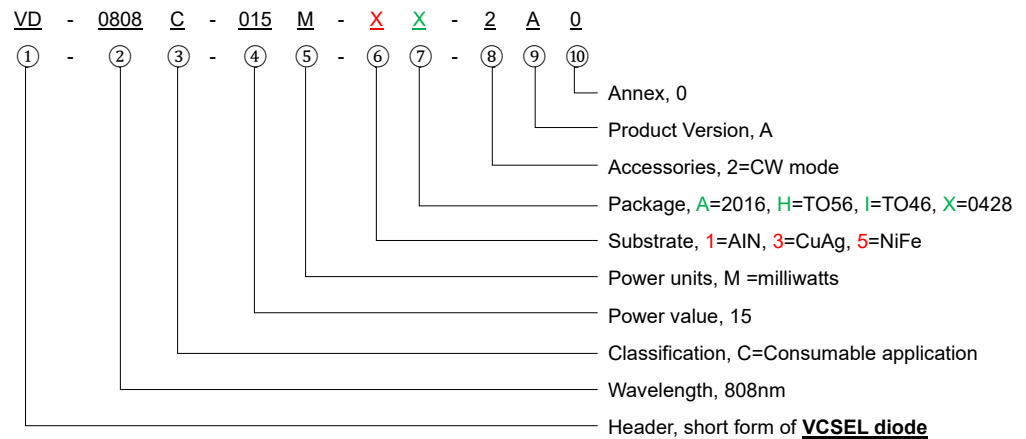 VD - 0808 C - 015 M - X X - 2 A 0
① - ② ③ - ④ ⑤ - ⑥ ⑦ - ⑧ ⑨ ⑩
Annex, 0
Product Version, A
Accessories, 2=CW mode
Package, A=2016, H=TO56, I=TO46, X=0428
Substrate, 1=AlN, 3=CuAg, 5=NiFe
Power units, M =milliwatts
Power value, 15
Classification, C=Consumable application
Wavelength, 808nm
Header, short form of VCSEL diode